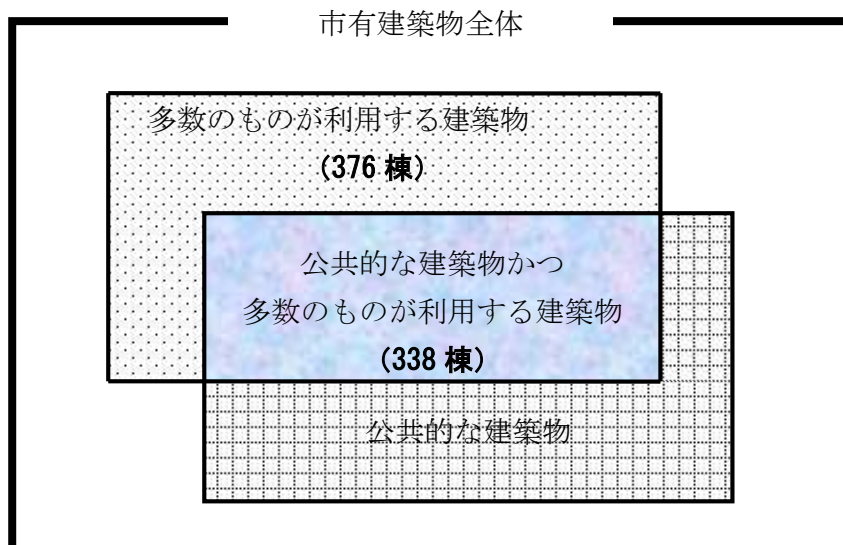 市有建築物全体
多数のものが利用する建築物
(376 棟)
公共的な建築物かつ
多数のものが利用する建築物
(338 棟)
公共的な建築物